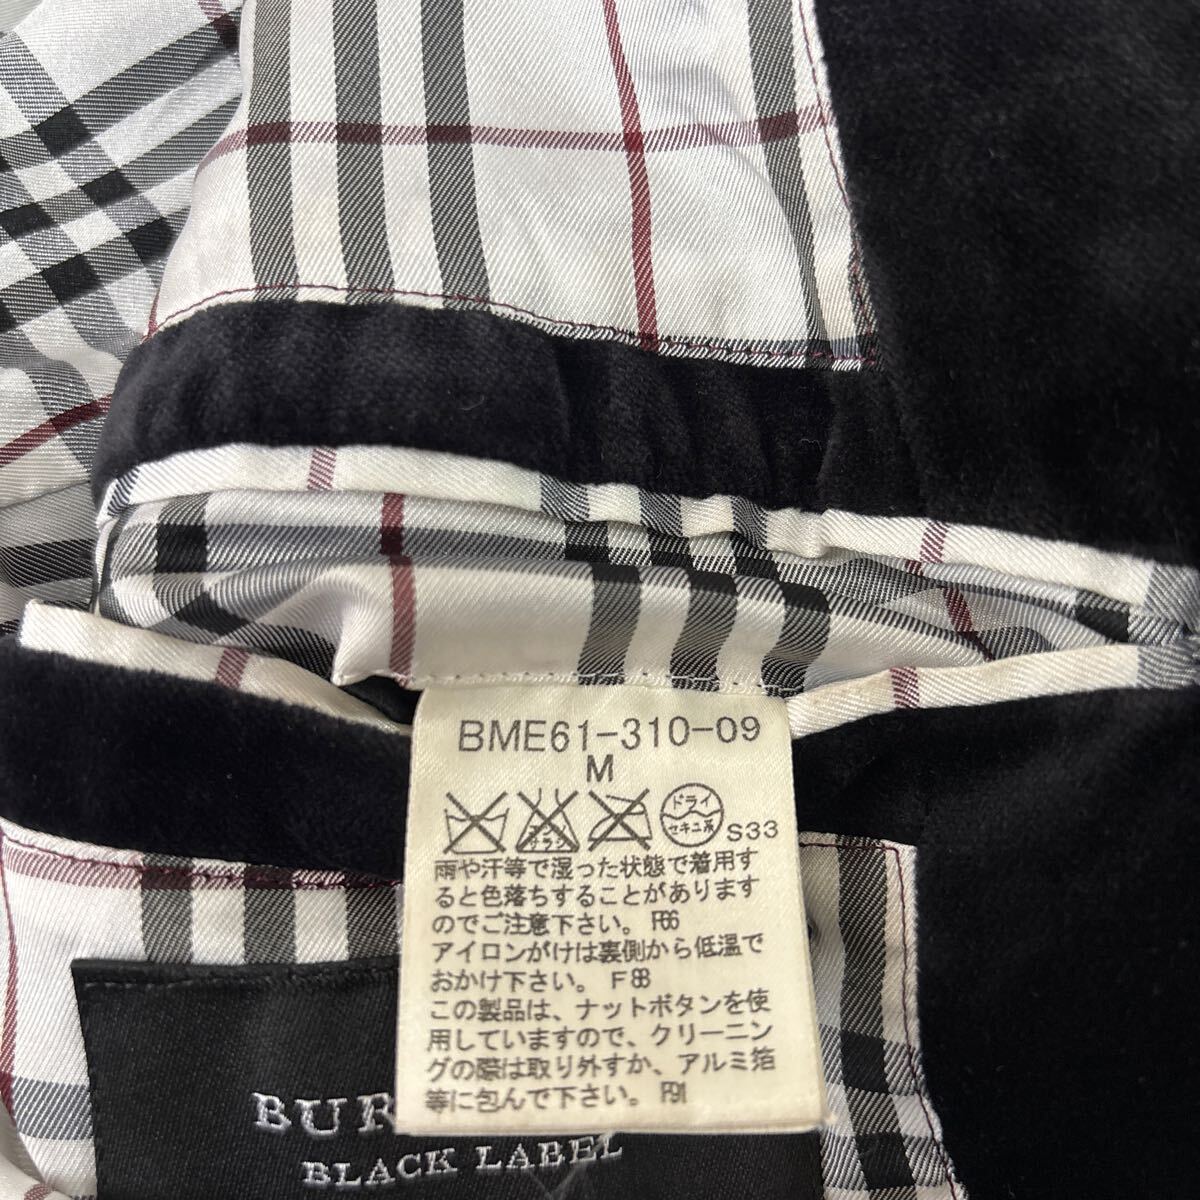 BME61-310-09
M
ドライ
セキユ系
S33
雨や汗等で湿った状態で着用す
ると色落ちすることがあります
のでご注意下さい。 F66
アイロンがけは裏側から低温で
おかけ下さい。 F88
この製品は、ナットボタンを使
用していますので、クリーニン
グの際は取り外すか、アルミ箔
等に包んで下さい。 F91
BUR
BLACK LABEL